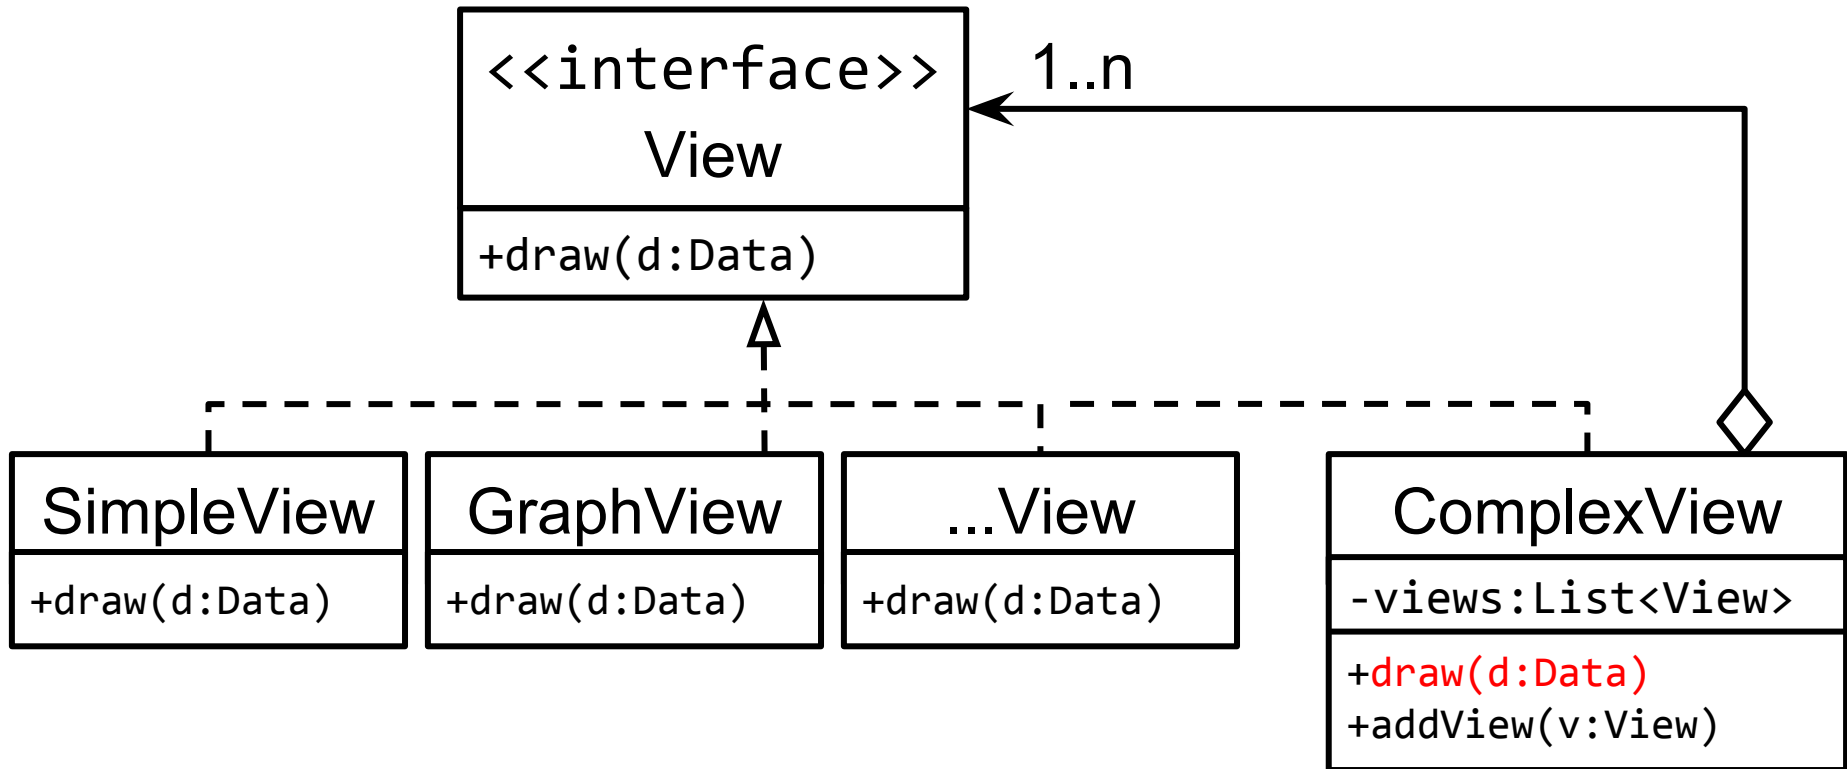 <<interface>>
View
+draw(d:Data)
1..n
SimpleView
+draw(d:Data)
GraphView
+draw(d:Data)
...View
+draw(d:Data)
ComplexView
-views:List<View>
+draw(d:Data)
+addView(v:View)